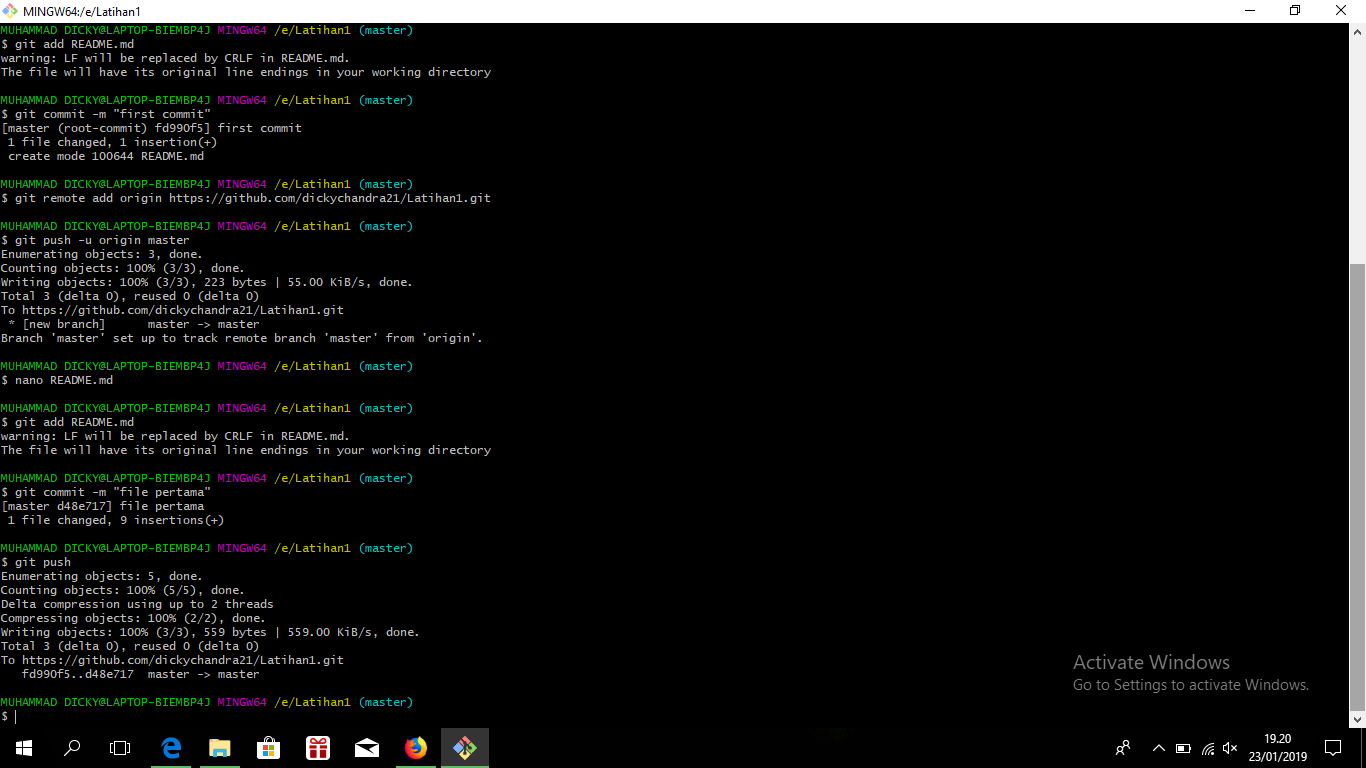 MINGW64:/e/Latihan1
MUHAMMAD DICKY@LAPTOP-BIEMBP4J MINGW64 /e/Latihan1 (master)
$ git add README.md
warning: LF will be replaced by CRLF in README.md.
The file will have its original line endings in your working directory
MUHAMMAD DICKY@LAPTOP-BIEMBP4J MINGW64 /e/Latihan1 (master)
$ git commit -m "first commit"
[master (root-commit) fd990f5] first commit
 1 file changed, 1 insertion(+)
 create mode 100644 README.md
MUHAMMAD DICKY@LAPTOP-BIEMBP4J MINGW64 /e/Latihan1 (master)
$ git remote add origin https://github.com/dickychandra21/Latihan1.git
MUHAMMAD DICKY@LAPTOP-BIEMBP4J MINGW64 /e/Latihan1 (master)
$ git push -u origin master
Enumerating objects: 3, done.
Counting objects: 100% (3/3), done.
Writing objects: 100% (3/3), 223 bytes | 55.00 KiB/s, done.
Total 3 (delta 0), reused 0 (delta 0)
To https://github.com/dickychandra21/Latihan1.git
 * [new branch]      master -> master
Branch 'master' set up to track remote branch 'master' from 'origin'.
MUHAMMAD DICKY@LAPTOP-BIEMBP4J MINGW64 /e/Latihan1 (master)
$ nano README.md
MUHAMMAD DICKY@LAPTOP-BIEMBP4J MINGW64 /e/Latihan1 (master)
$ git add README.md
warning: LF will be replaced by CRLF in README.md.
The file will have its original line endings in your working directory
MUHAMMAD DICKY@LAPTOP-BIEMBP4J MINGW64 /e/Latihan1 (master)
$ git commit -m "file pertama"
[master d48e717] file pertama
 1 file changed, 9 insertions(+)
MUHAMMAD DICKY@LAPTOP-BIEMBP4J MINGW64 /e/Latihan1 (master)
$ git push
Enumerating objects: 5, done.
Counting objects: 100% (5/5), done.
Delta compression using up to 2 threads
Compressing objects: 100% (2/2), done.
Writing objects: 100% (3/3), 559 bytes | 559.00 KiB/s, done.
Total 3 (delta 0), reused 0 (delta 0)
To https://github.com/dickychandra21/Latihan1.git
   fd990f5..d48e717  master -> master
MUHAMMAD DICKY@LAPTOP-BIEMBP4J MINGW64 /e/Latihan1 (master)
$
Activate Windows
Go to Settings to activate Windows.
19.20
23/01/2019